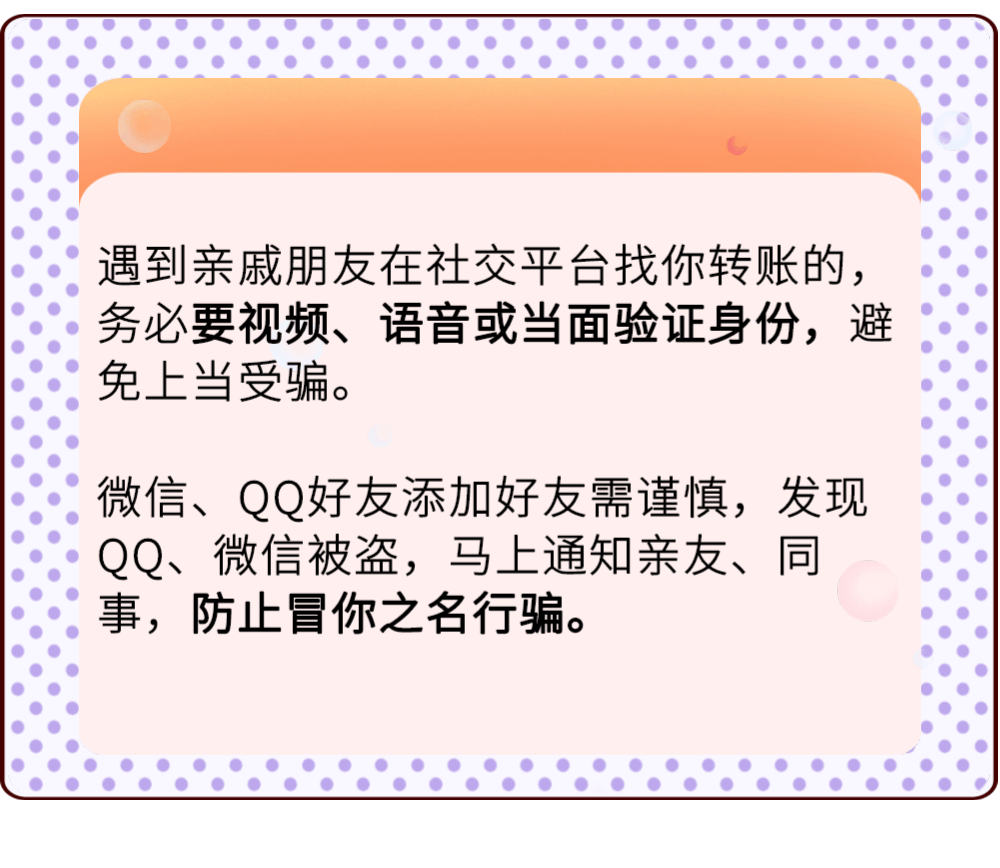 遇到亲戚朋友在社交平台找你转账的，
务必要视频、语音或当面验证身份，避
免上当受骗。
微信、QQ好友添加好友需谨慎，发现
QQ、微信被盗，马上通知亲友、同
事，防止冒你之名行骗。